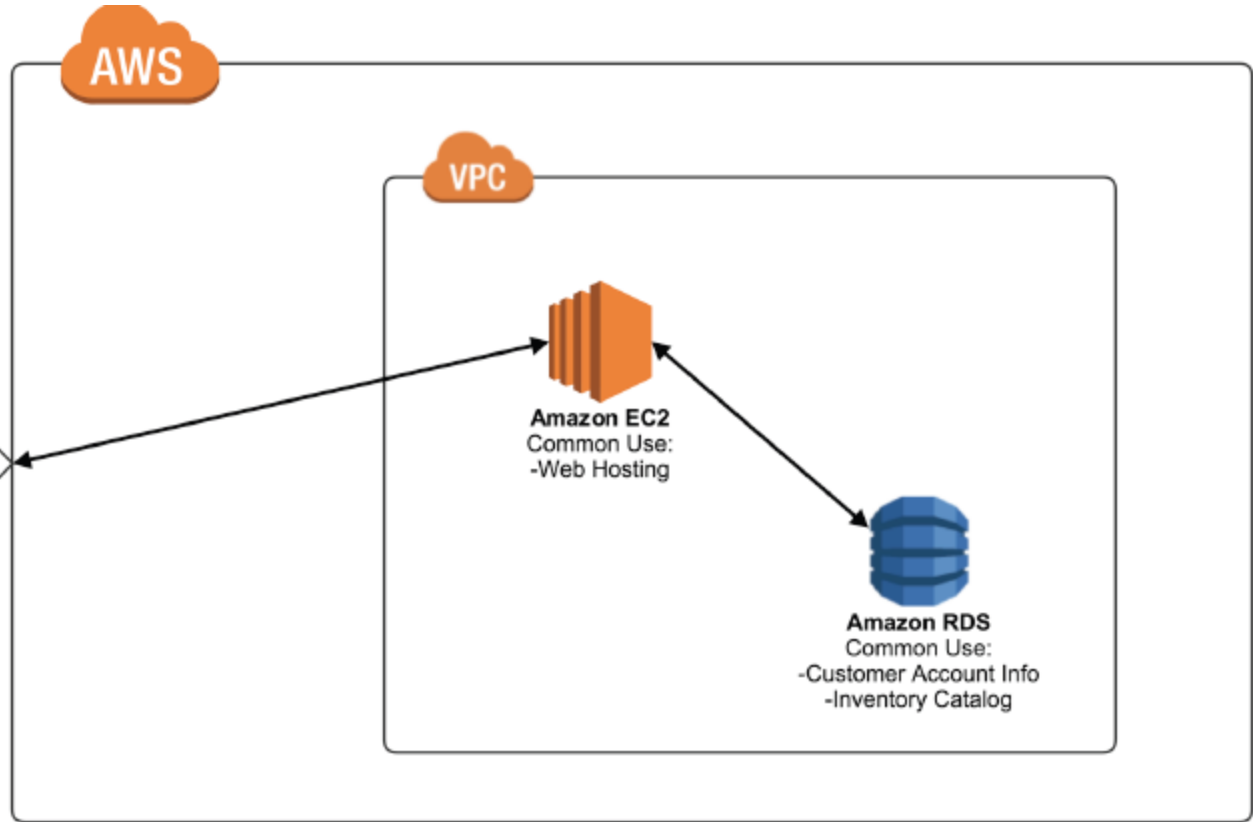 AWS
VPC
Amazon EC2
Common Use:
-Web Hosting
Amazon RDS
Common Use:
-Customer Account Info
-Inventory Catalog